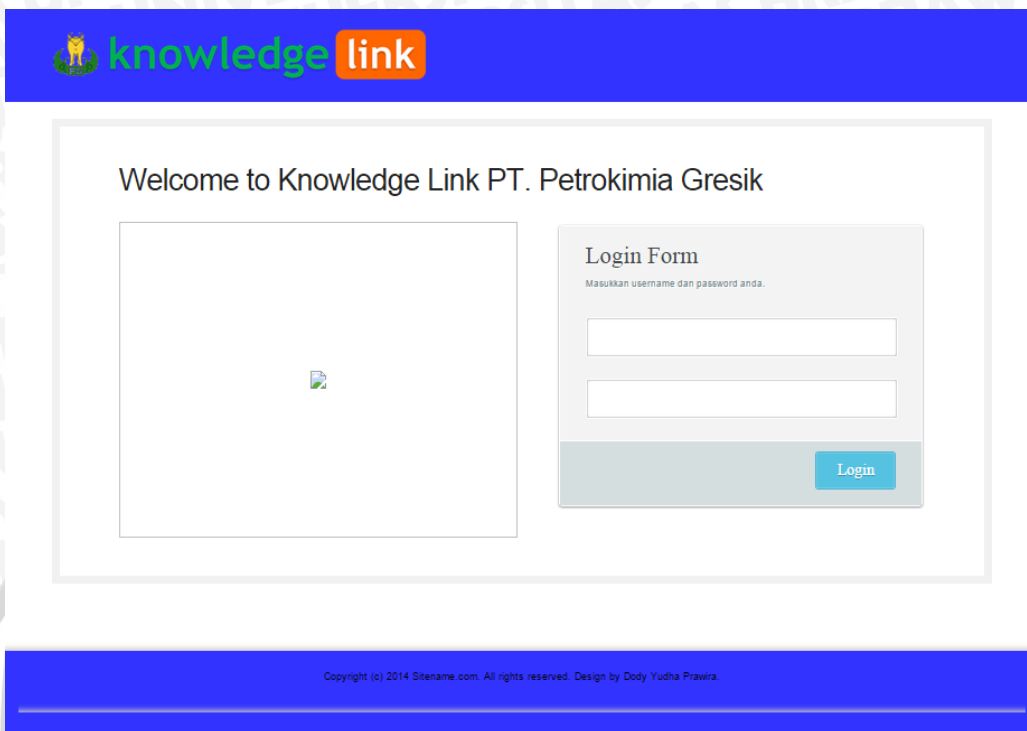 knowledge link
Welcome to Knowledge Link PT. Petrokimia Gresik
Login Form
Masukkan username dan password anda.
Login
Copyright (c) 2014 Sitename.com. All rights reserved. Design by Dody Yudha Prawira.